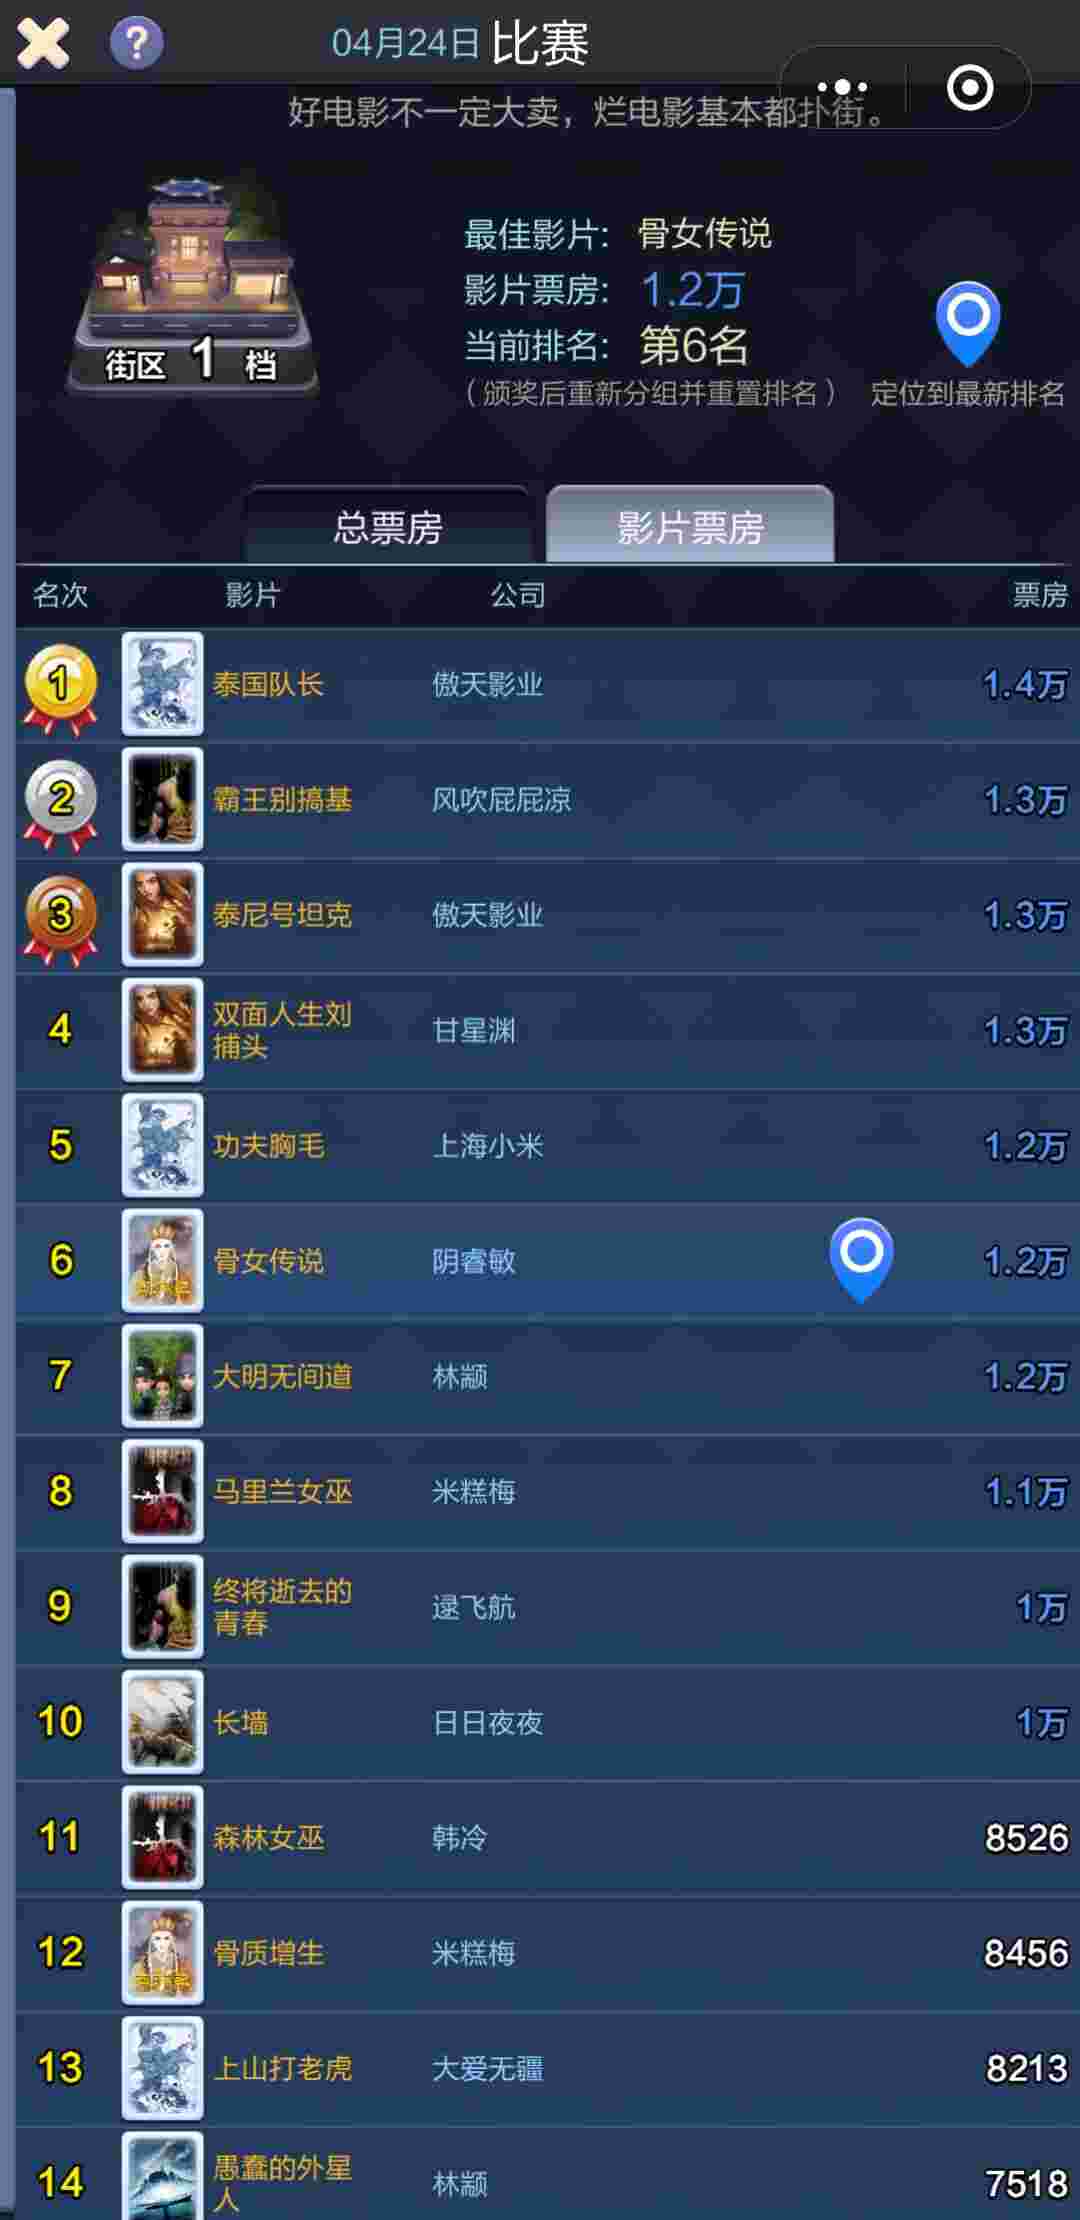 04月24日 比赛
好电影不一定大卖，烂电影基本都扑街。
最佳影片: 骨女传说
影片票房: 1.2万
当前排名: 第6名
街区 1 档
（颁奖后重新分组并重置排名） 定位到最新排名
总票房 影片票房
名次 影片 公司 票房
1 泰国队长 傲天影业 1.4万
2 霸王别搞基 风吹屁屁凉 1.3万
3 泰尼号坦克 傲天影业 1.3万
4 双面人生刘捕头 甘星渊 1.3万
5 功夫胸毛 上海小米 1.2万
6 骨女传说 阴睿敏 1.2万
7 大明无间道 林颛 1.2万
8 马里兰女巫 米糕梅 1.1万
9 终将逝去的青春 逯飞航 1万
10 长墙 日日夜夜 1万
11 森林女巫 韩冷 8526
12 骨质增生 米糕梅 8456
13 上山打老虎 大爱无疆 8213
14 愚蠢的外星人 林颛 7518